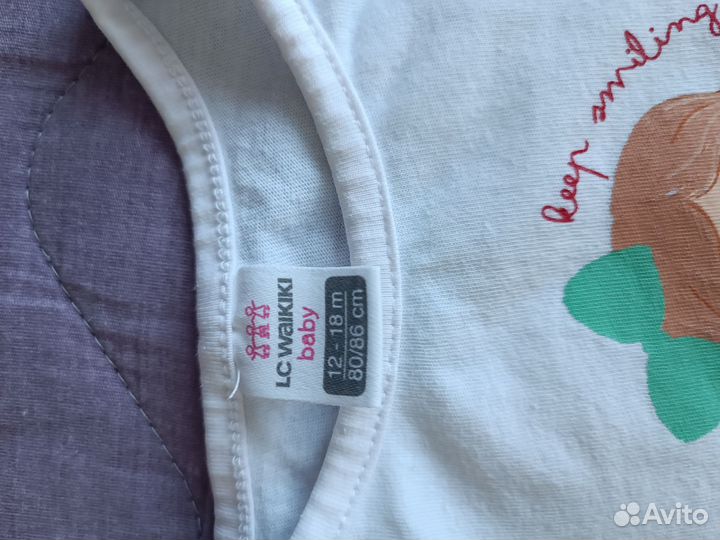 keep smiling
LC WAIKIKI
baby
12 - 18 m
80/86 cm
Avito